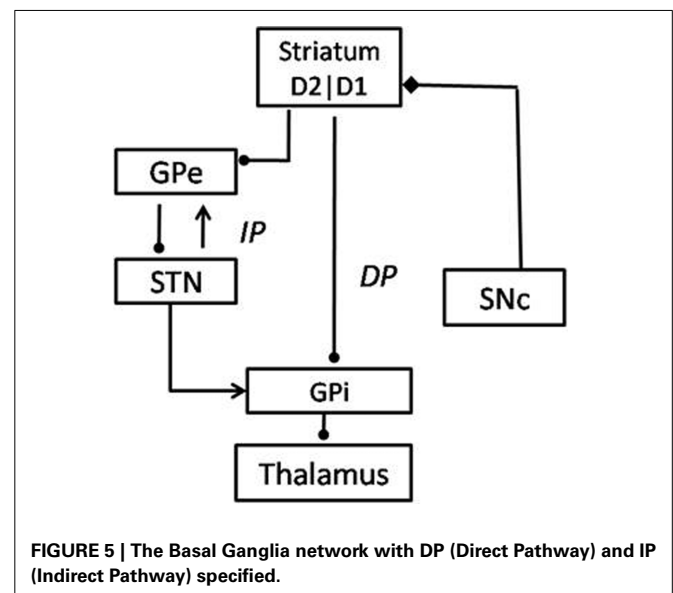 Striatum
D2|D1
GPe
IP
STN
DP
SNc
GPi
Thalamus
FIGURE 5 | The Basal Ganglia network with DP (Direct Pathway) and IP
(Indirect Pathway) specified.